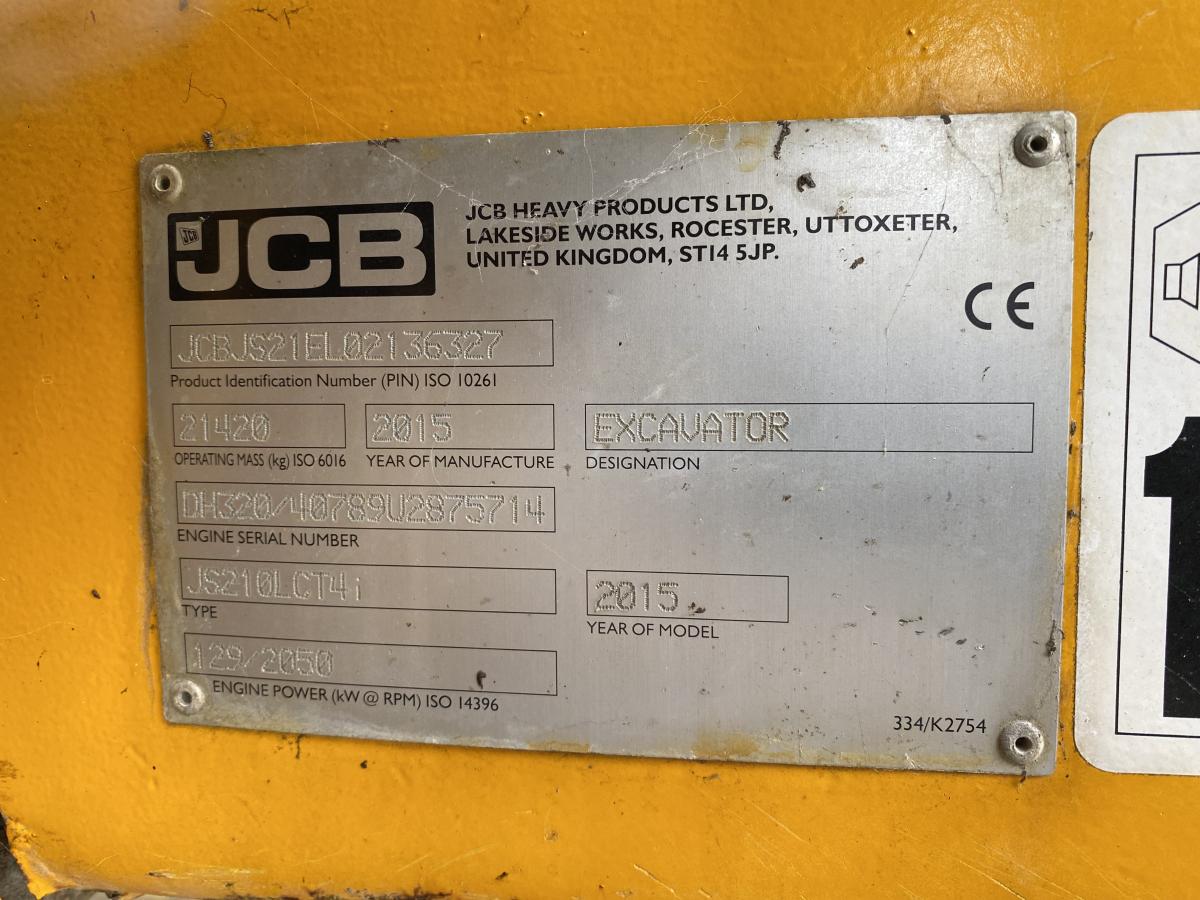 JCB
JCB
JCB HEAVY PRODUCTS LTD,
LAKESIDE WORKS, ROCESTER, UTTOXETER,
UNITED KINGDOM, ST14 5JP.
CE
JCBJS21EL02136327
Product Identification Number (PIN) ISO 10261
21420
2015
EXCAVATOR
OPERATING MASS (kg) ISO 6016
YEAR OF MANUFACTURE
DESIGNATION
DH320/40789U2875714
ENGINE SERIAL NUMBER
JS210LCT4i
TYPE
2015
YEAR OF MODEL
129/2050
ENGINE POWER (kW @ RPM) ISO 14396
334/K2754
1